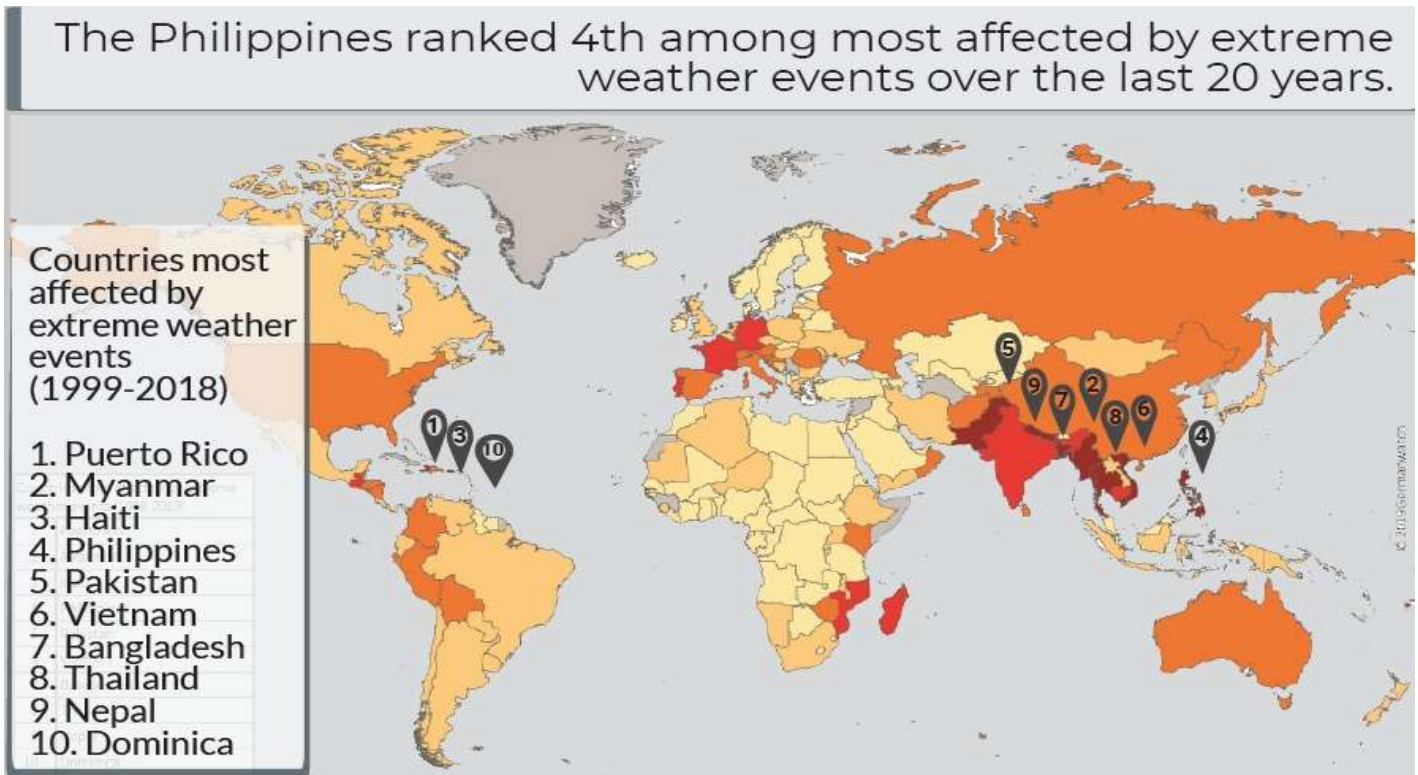 The Philippines ranked 4th among most affected by extreme
weather events over the last 20 years.
Countries most
affected by
extreme weather
events
(1999-2018)
1. Puerto Rico
2. Myanmar
3. Haiti
4. Philippines
5. Pakistan
6. Vietnam
7. Bangladesh
8. Thailand
9. Nepal
10. Dominica
1
3
10
5
9
7
2
8
6
4
© 2019Germanwatch